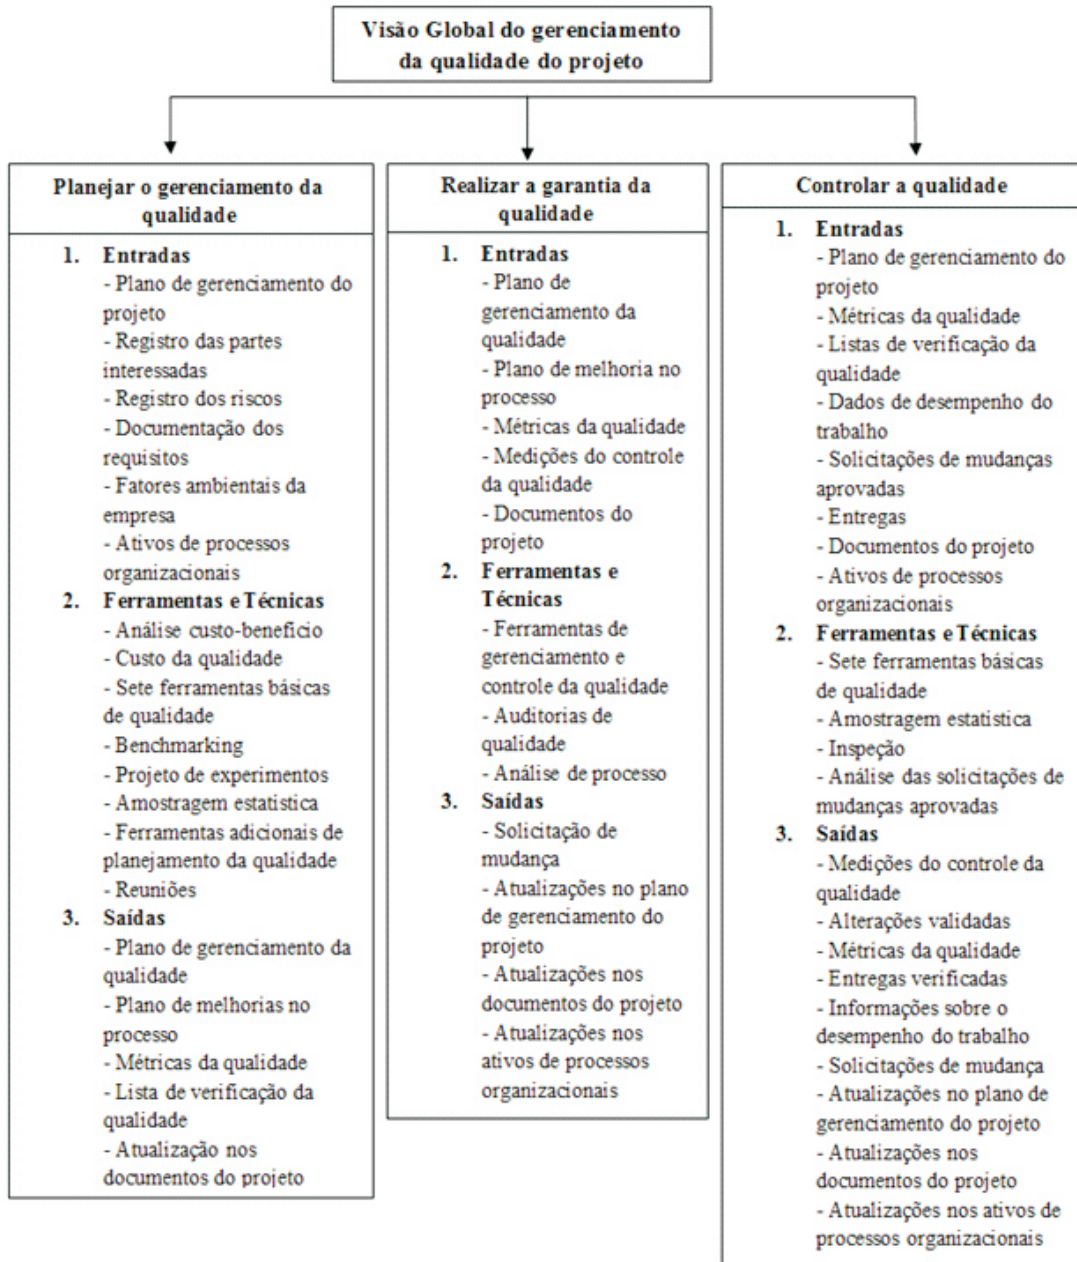 Visão Global do gerenciamento
da qualidade do projeto
Planejar o gerenciamento da
qualidade
1. Entradas
- Plano de gerenciamento do
projeto
- Registro das partes
interessadas
- Registro dos riscos
- Documentação dos
requisitos
- Fatores ambientais da
empresa
- Ativos de processos
organizacionais
2. Ferramentas e Técnicas
- Análise custo-benefício
- Custo da qualidade
- Sete ferramentas básicas
de qualidade
- Benchmarking
- Projeto de experimentos
- Amostragem estatistica
- Ferramentas adicionais de
planejamento da qualidade
- Reuniões
3. Saídas
- Plano de gerenciamento da
qualidade
- Plano de melhorias no
processo
- Métricas da qualidade
- Lista de verificação da
qualidade
- Atualização nos
documentos do projeto
Realizar a garantia da
qualidade
1. Entradas
- Plano de
gerenciamento da
qualidade
- Plano de melhoria no
processo
- Métricas da qualidade
- Medições do controle
da qualidade
- Documentos do
projeto
2. Ferramentas e
Técnicas
- Ferramentas de
gerenciamento e
controle da qualidade
- Auditorias de
qualidade
- Análise de processo
3. Saídas
- Solicitação de
mudança
- Atualizações no plano
de gerenciamento do
projeto
- Atualizações nos
documentos do projeto
- Atualizações nos
ativos de processos
organizacionais
Controlar a qualidade
1. Entradas
- Plano de gerenciamento do
projeto
- Métricas da qualidade
- Listas de verificação da
qualidade
- Dados de desempenho do
trabalho
- Solicitações de mudanças
aprovadas
- Entregas
- Documentos do projeto
- Ativos de processos
organizacionais
2. Ferramentas e Técnicas
- Sete ferramentas básicas
de qualidade
- Amostragem estatistica
- Inspeção
- Análise das solicitações de
mudanças aprovadas
3. Saídas
- Medições do controle da
qualidade
- Alterações validadas
- Métricas da qualidade
- Entregas verificadas
- Informações sobre o
desempenho do trabalho
- Solicitações de mudança
- Atualizações no plano de
gerenciamento do projeto
- Atualizações nos
documentos do projeto
- Atualizações nos ativos de
processos organizacionais